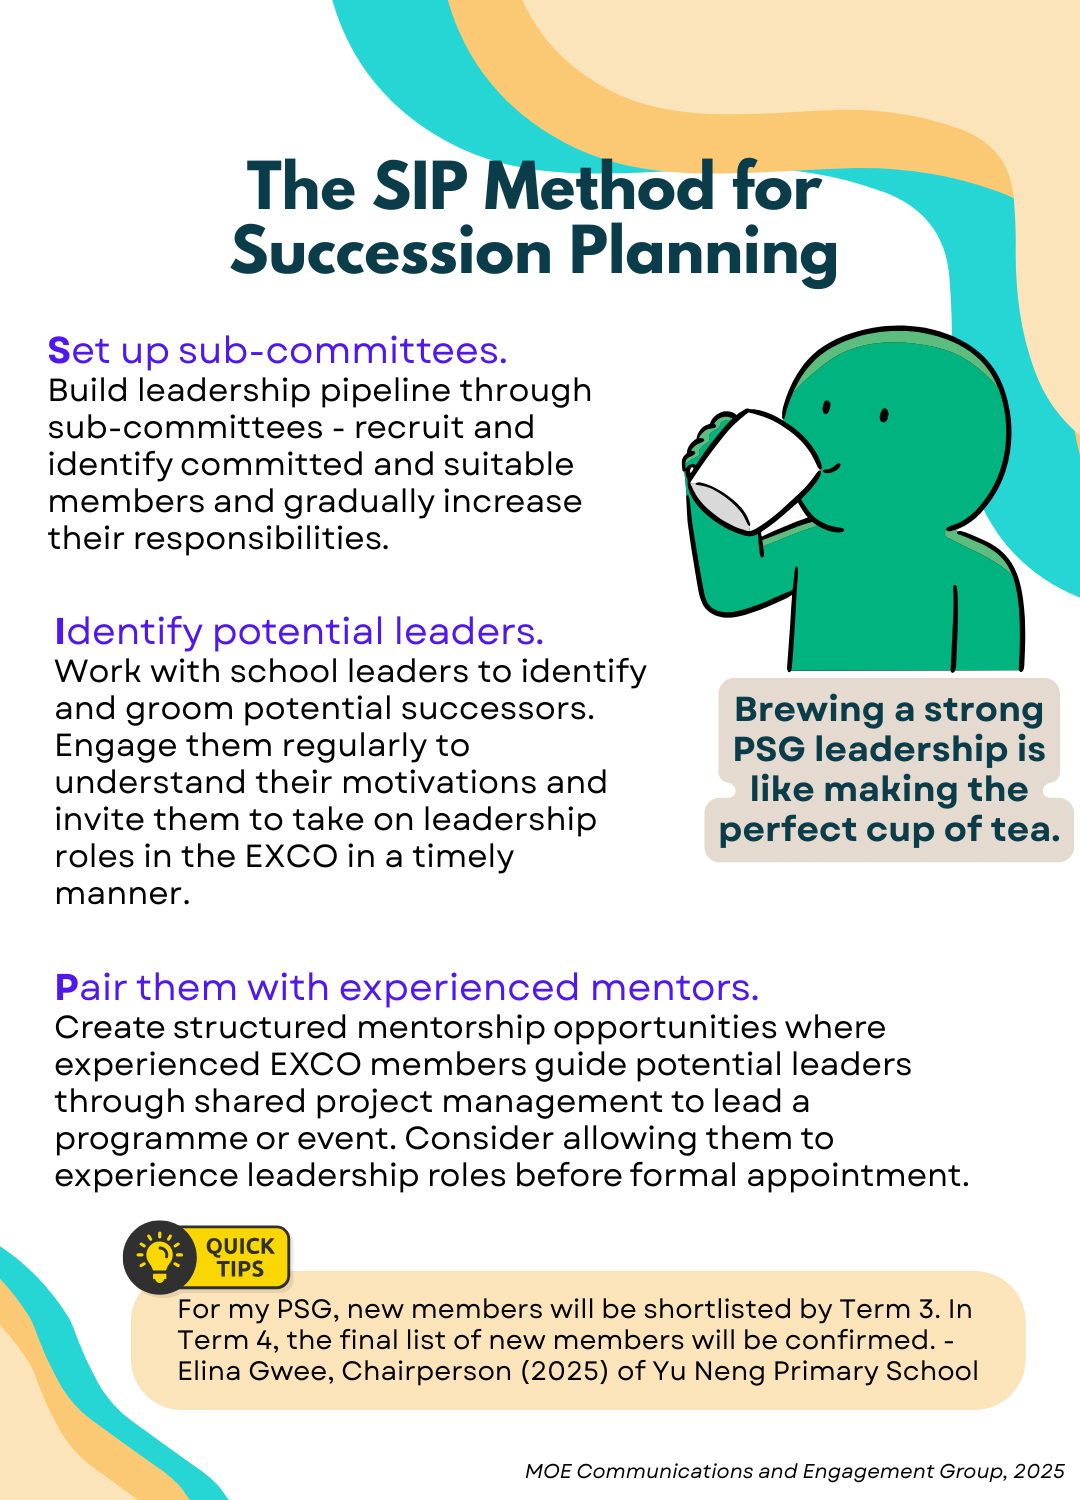 The SIP Method for
Succession Planning
Set up sub-committees.
Build leadership pipeline through
sub-committees - recruit and
identify committed and suitable
members and gradually increase
their responsibilities.
Identify potential leaders.
Work with school leaders to identify
and groom potential successors.
Engage them regularly to
understand their motivations and
invite them to take on leadership
roles in the EXCO in a timely
manner.
Brewing a strong
PSG leadership is
like making the
perfect cup of tea.
Pair them with experienced mentors.
Create structured mentorship opportunities where
experienced EXCO members guide potential leaders
through shared project management to lead a
programme or event. Consider allowing them to
experience leadership roles before formal appointment.
QUICK
TIPS
For my PSG, new members will be shortlisted by Term 3. In
Term 4, the final list of new members will be confirmed. -
Elina Gwee, Chairperson (2025) of Yu Neng Primary School
MOE Communications and Engagement Group, 2025